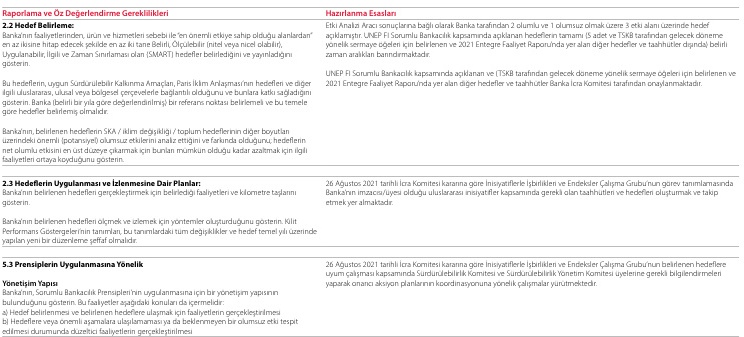 Raporlama ve Öz Değerlendirme Gereklilikleri
Hazırlanma Esasları
2.2 Hedef Belirleme:
Banka'nın faaliyetlerinden, ürün ve hizmetleri sebebi ile "en önemli etkiye sahip olduğu alanlardan"
en az ikisine hitap edecek şekilde en az iki tane Belirli, Ölçülebilir (nitel veya nicel olabilir),
Uygulanabilir, İlgili ve Zaman Sınırlaması olan (SMART) hedefler belirlediğini ve yayınladığını
gösterin.
Bu hedeflerin, uygun Sürdürülebilir Kalkınma Amaçları, Paris İklim Anlaşması'nın hedefleri ve diğer
ilgili uluslararası, ulusal veya bölgesel çerçevelerle bağlantılı olduğunu ve bunlara katkı sağladığını
gösterin. Banka (belirli bir yıla göre değerlendirilmiş) bir referans noktası belirlemeli ve bu temele
göre hedefler belirlemiş olmalıdır.
Banka'nın, belirlenen hedeflerin SKA / iklim değişikliği / toplum hedeflerinin diğer boyutları
üzerindeki önemli (potansiyel) olumsuz etkilerini analiz ettiğini ve farkında olduğunu; hedeflerin
net olumlu etkisini en üst düzeye çıkarmak için bunları mümkün olduğu kadar azaltmak için ilgili
faaliyetleri ortaya koyduğunu gösterin.
Etki Analizi Aracı sonuçlarına bağlı olarak Banka tarafından 2 olumlu ve 1 olumsuz olmak üzere 3 etki alanı üzerinde hedef
açıklamıştır. UNEP FI Sorumlu Bankacılık kapsamında açıklanan hedeflerin tamamı (5 adet ve TSKB tarafından gelecek döneme
yönelik sermaye öğeleri için belirlenen ve 2021 Entegre Faaliyet Raporu'nda yer alan diğer hedefler ve taahhütler dışında) belirli
zaman aralıkları barındırmaktadır.
UNEP FI Sorumlu Bankacılık kapsamında açıklanan ve (TSKB tarafından gelecek döneme yönelik sermaye öğeleri için belirlenen ve
2021 Entegre Faaliyet Raporu'nda yer alan diğer hedefler ve taahhütler Banka İcra Komitesi tarafından onaylanmaktadır.
2.3 Hedeflerin Uygulanması ve İzlenmesine Dair Planlar:
Banka'nın belirlenen hedefleri gerçekleştirmek için belirlediği faaliyetleri ve kilometre taşlarını
gösterin.
Banka'nın belirlenen hedefleri ölçmek ve izlemek için yöntemler oluşturduğunu gösterin. Kilit
Performans Göstergeleri'nin tanımları, bu tanımlardaki tüm değişiklikler ve hedef temel yılı üzerinde
yapılan yeni bir düzenleme şeffaf olmalıdır.
26 Ağustos 2021 tarihli İcra Komitesi kararına göre İnisiyatiflerle İşbirlikleri ve Endeksler Çalışma Grubu'nun görev tanımlamasında
Banka'nın imzacısı/üyesi olduğu uluslararası inisiyatifler kapsamında gerekli olan taahhütleri ve hedefleri oluşturmak ve takip
etmek yer almaktadır.
5.3 Prensiplerin Uygulanmasına Yönelik
Yönetişim Yapısı
Banka'nın, Sorumlu Bankacılık Prensipleri'nin uygulanmasına için bir yönetişim yapısının
bulunduğunu gösterin. Bu faaliyetler aşağıdaki konuları da içermelidir:
a) Hedef belirlenmesi ve belirlenen hedeflere ulaşmak için faaliyetlerin gerçekleştirilmesi
b) Hedeflere veya önemli aşamalara ulaşılamaması ya da beklenmeyen bir olumsuz etki tespit
edilmesi durumunda düzeltici faaliyetlerin gerçekleştirilmesi
26 Ağustos 2021 tarihli İcra Komitesi kararına göre İnisiyatiflerle İşbirlikleri ve Endeksler Çalışma Grubu'nun belirlenen hedeflere
uyum çalışması kapsamında Sürdürülebilirlik Komitesi ve Sürdürülebilirlik Yönetim Komitesi üyelerine gerekli bilgilendirmeleri
yaparak onarıcı aksiyon planlarının koordinasyonuna yönelik çalışmalar yürütmektedir.